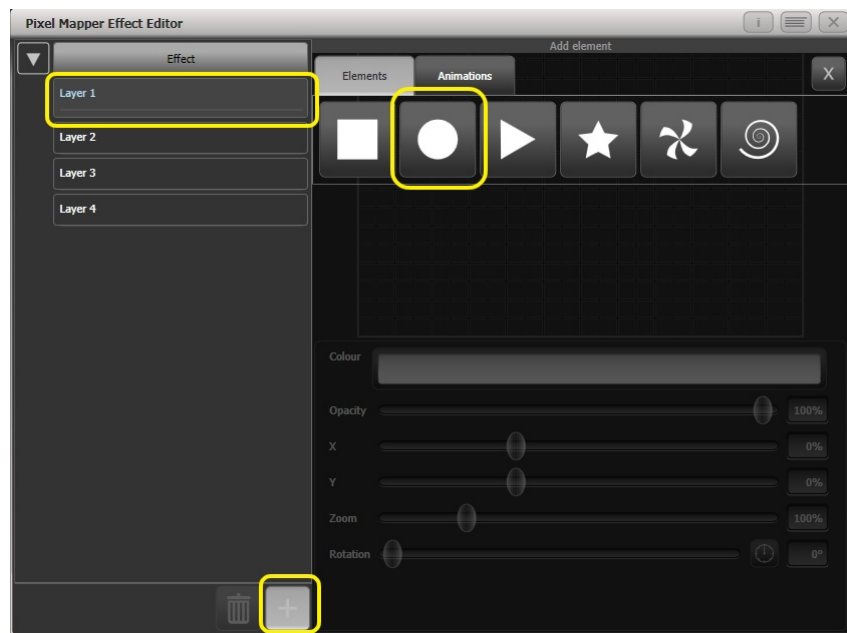 Pixel Mapper Effect Editor
i
X
Effect
Add element
Elements
Animations
X
Layer 1
Layer 2
Layer 3
Layer 4
Colour
Opacity 100%
X 0%
Y 0%
Zoom 100%
Rotation 0°
+